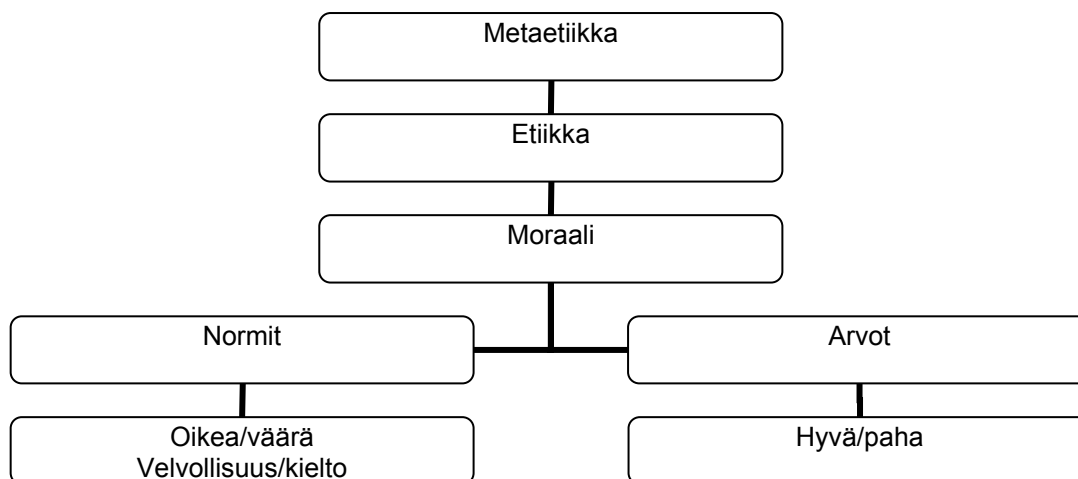 Metaetiikka
Etiikka
Moraali
Normit
Arvot
Oikea/väärä
Velvollisuus/kielto
Hyvä/paha